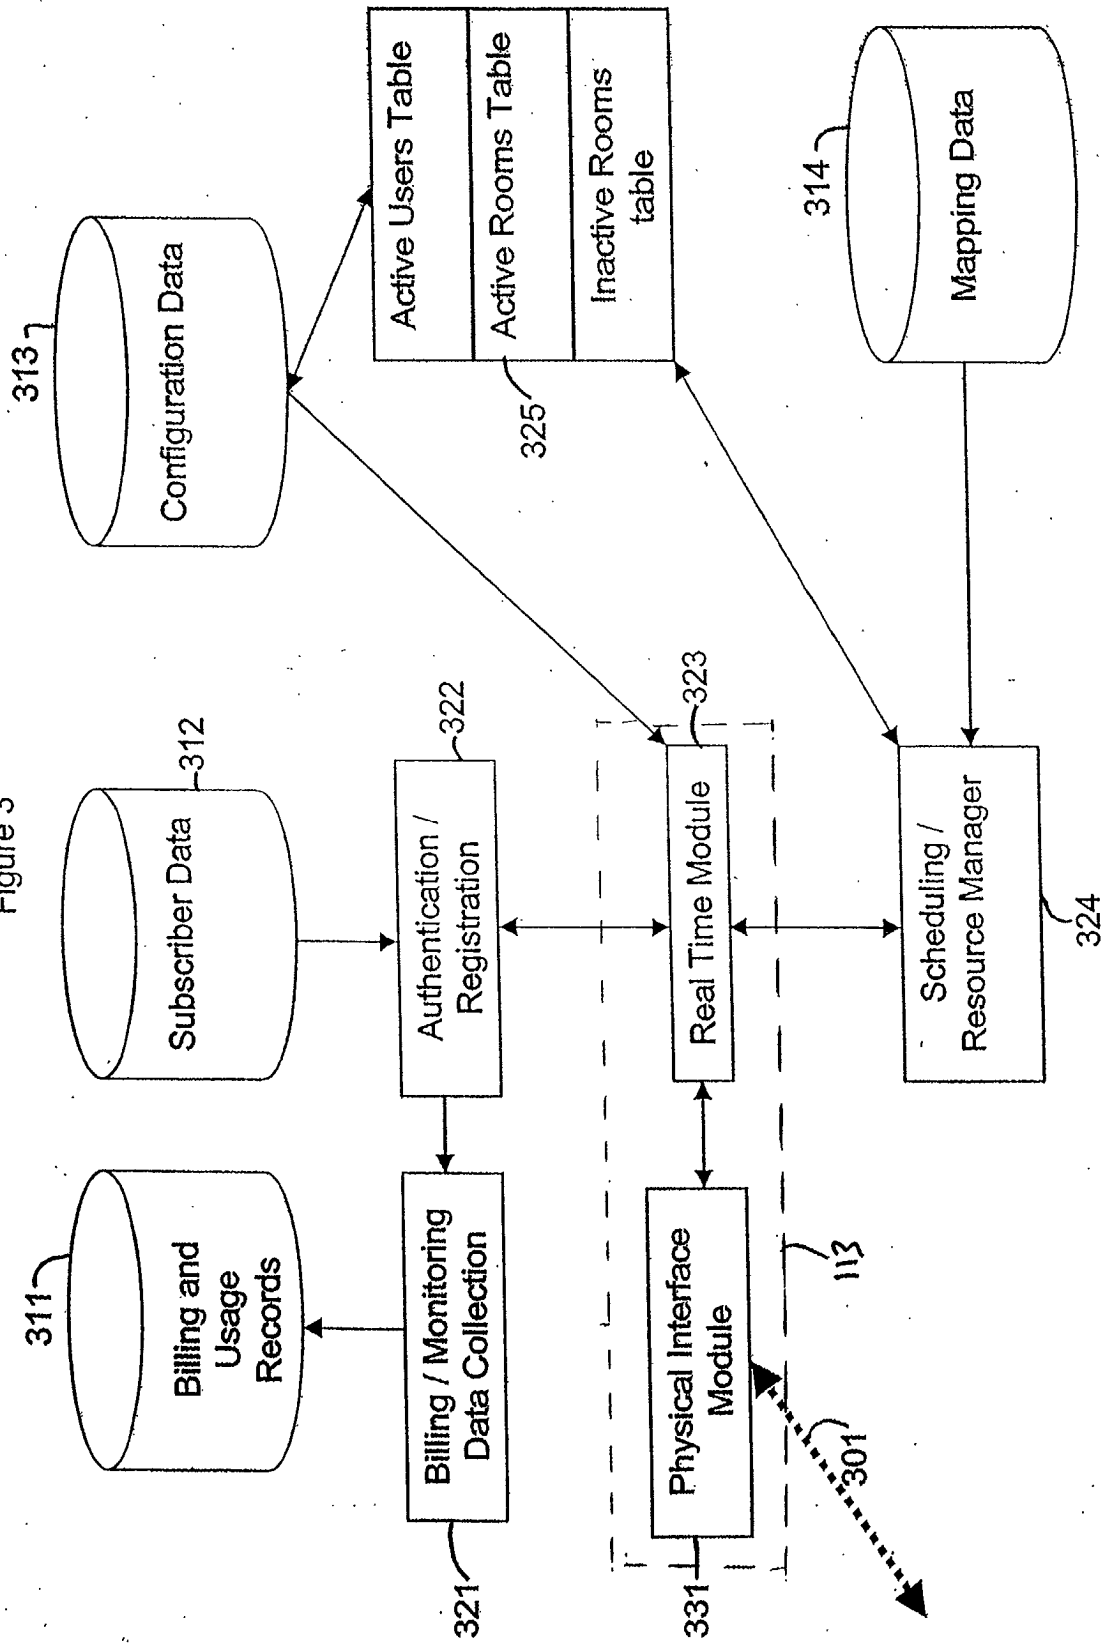 Figure 3
311
Billing and
Usage
Records
Subscriber Data
312
313
Configuration Data
321
Billing / Monitoring
Data Collection
Authentication /
Registration
322
Active Users Table
Active Rooms Table
Inactive Rooms
table
325
331
Physical Interface
Module
Real Time Module
323
113
301
Scheduling /
Resource Manager
324
314
Mapping Data